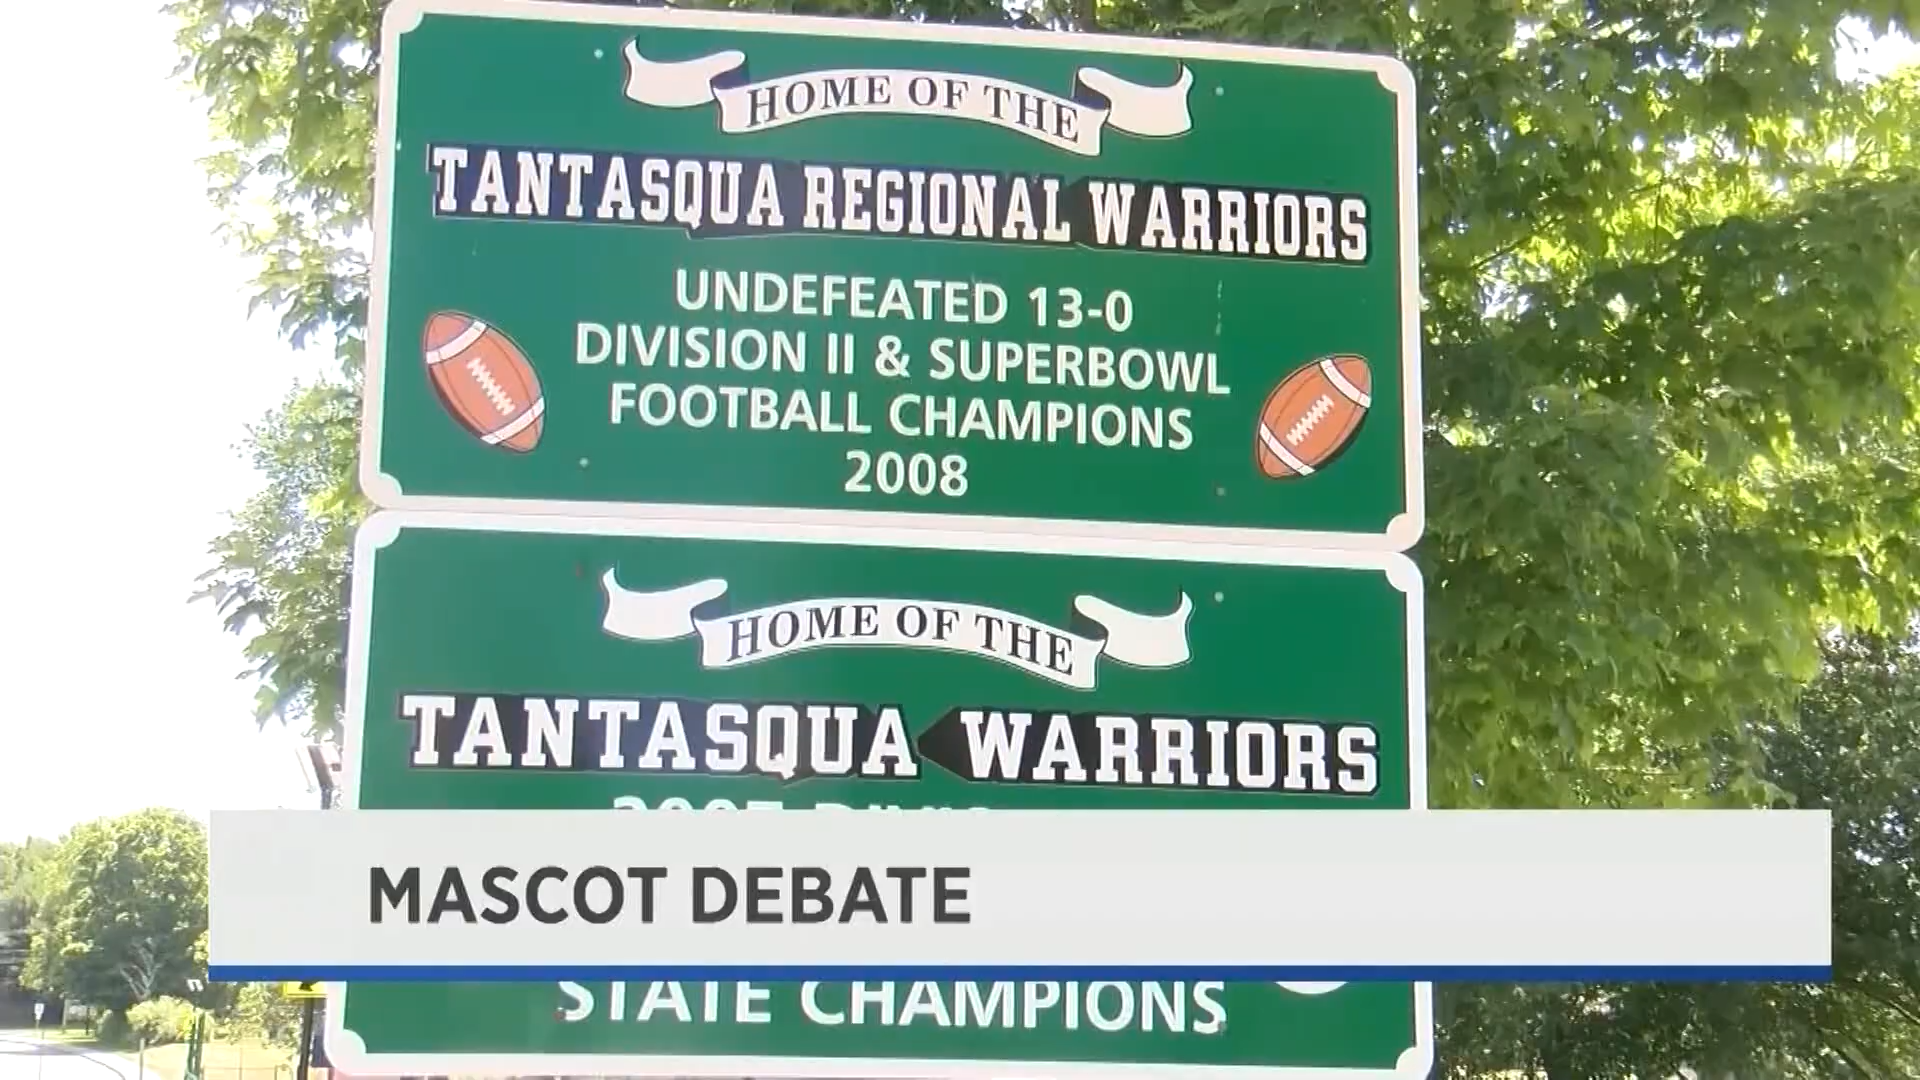 HOME OF THE
TANTASQUA REGIONAL WARRIORS
UNDEFEATED 13-0
DIVISION II & SUPERBOWL
FOOTBALL CHAMPIONS
2008
HOME OF THE
TANTASQUA WARRIORS
MASCOT DEBATE
STATE CHAMPIONS